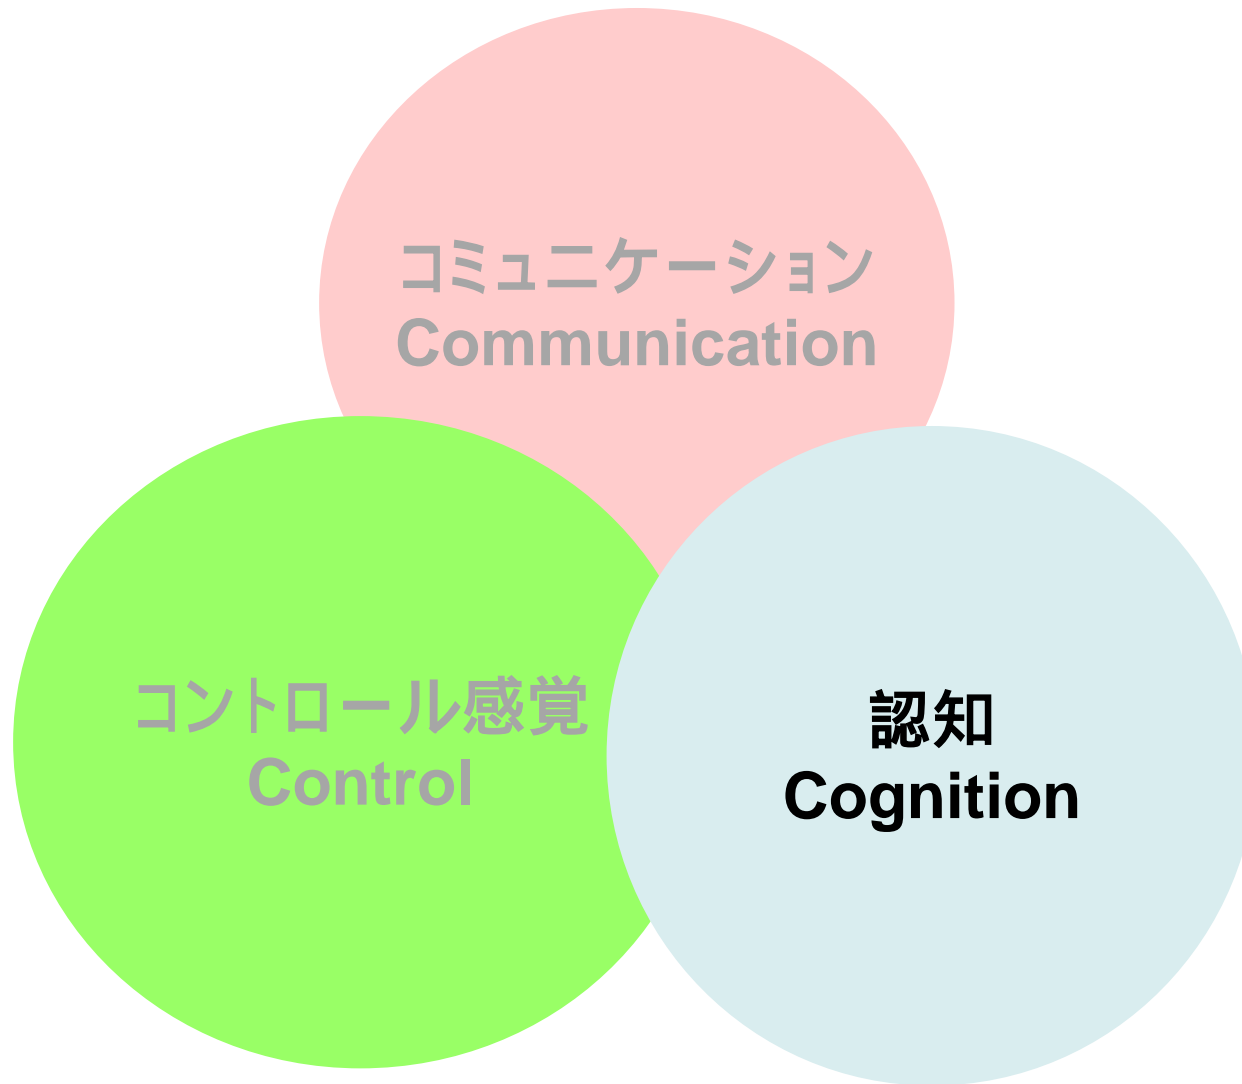 コミュニケーション
Communication
コントロール感覚
Control
認知
Cognition